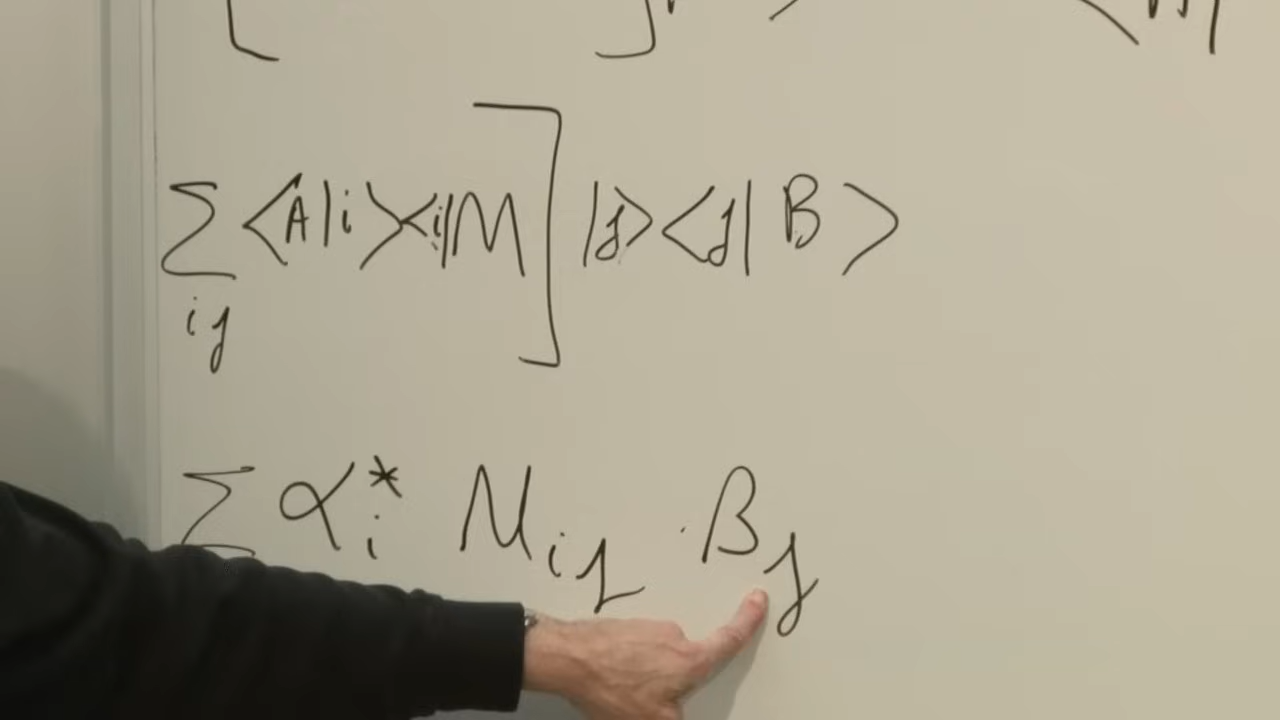 ∑ <A|i><i|M] |j><j|B>
ij
∑ α*i Mij βj